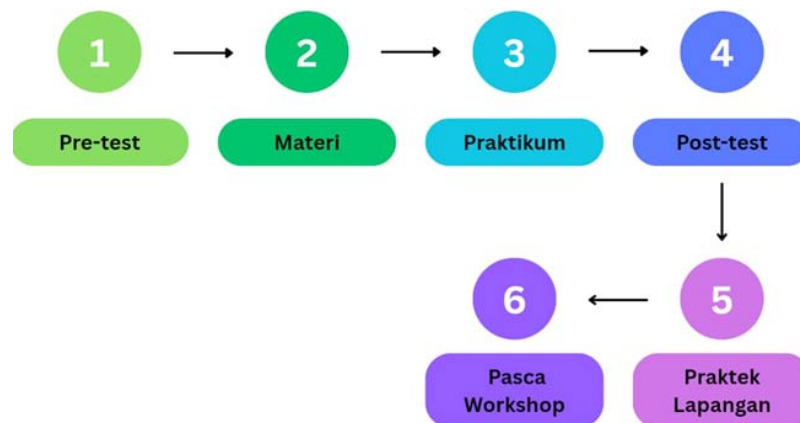 1
2
3
4
Pre-test
Materi
Praktikum
Post-test
5
Praktek
Lapangan
6
Pasca
Workshop